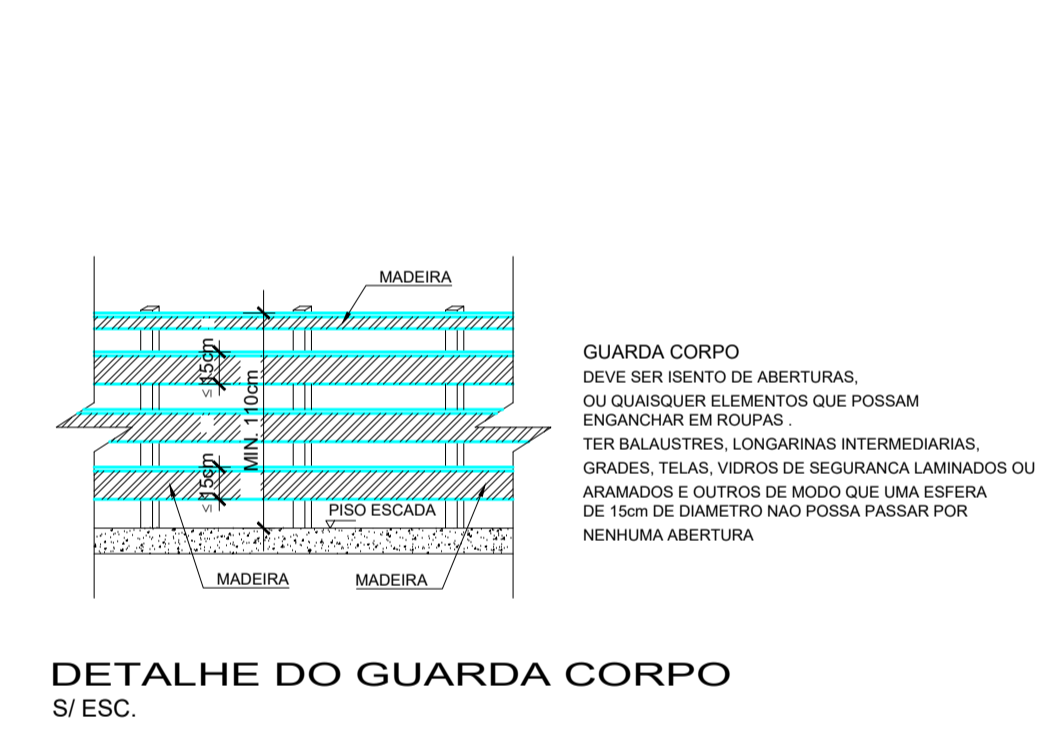 MADEIRA
≤ 15cm
MIN. 110cm
≤ 15cm
PISO ESCADA
MADEIRA
MADEIRA
GUARDA CORPO
DEVE SER ISENTO DE ABERTURAS,
OU QUAISQUER ELEMENTOS QUE POSSAM
ENGANCHAR EM ROUPAS .
TER BALAUSTRES, LONGARINAS INTERMEDIARIAS,
GRADES, TELAS, VIDROS DE SEGURANCA LAMINADOS OU
ARAMADOS E OUTROS DE MODO QUE UMA ESFERA
DE 15cm DE DIAMETRO NAO POSSA PASSAR POR
NENHUMA ABERTURA
DETALHE DO GUARDA CORPO
S/ ESC.